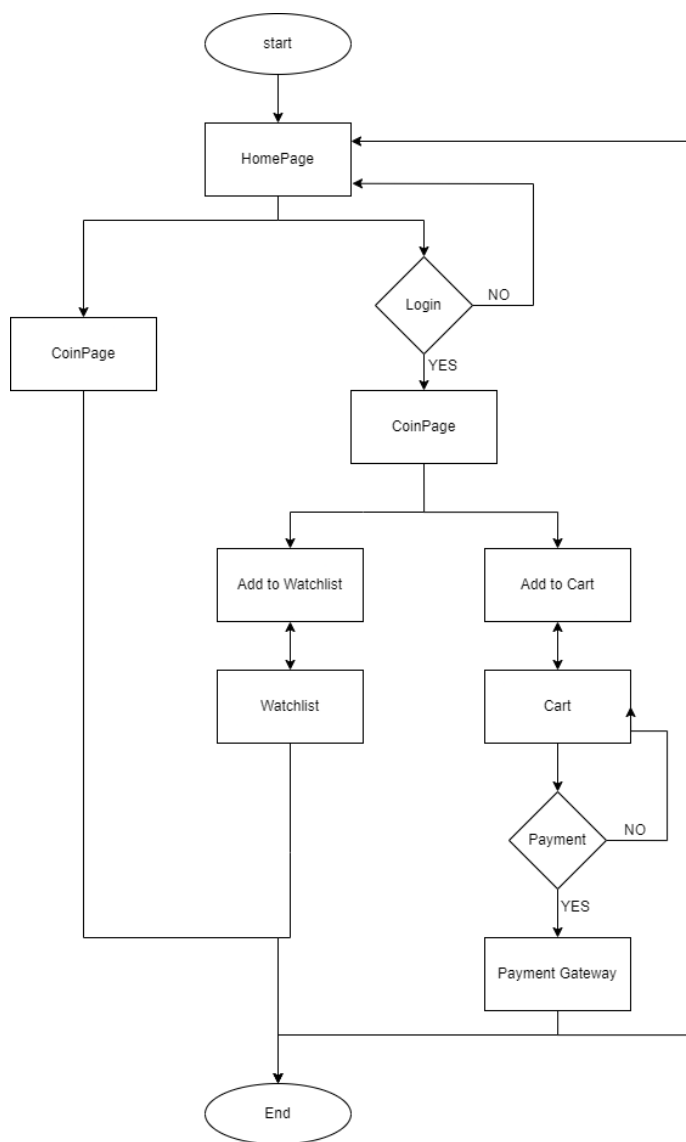 start
HomePage
Login
NO
CoinPage
YES
CoinPage
Add to Watchlist
Add to Cart
Watchlist
Cart
Payment
NO
YES
Payment Gateway
End